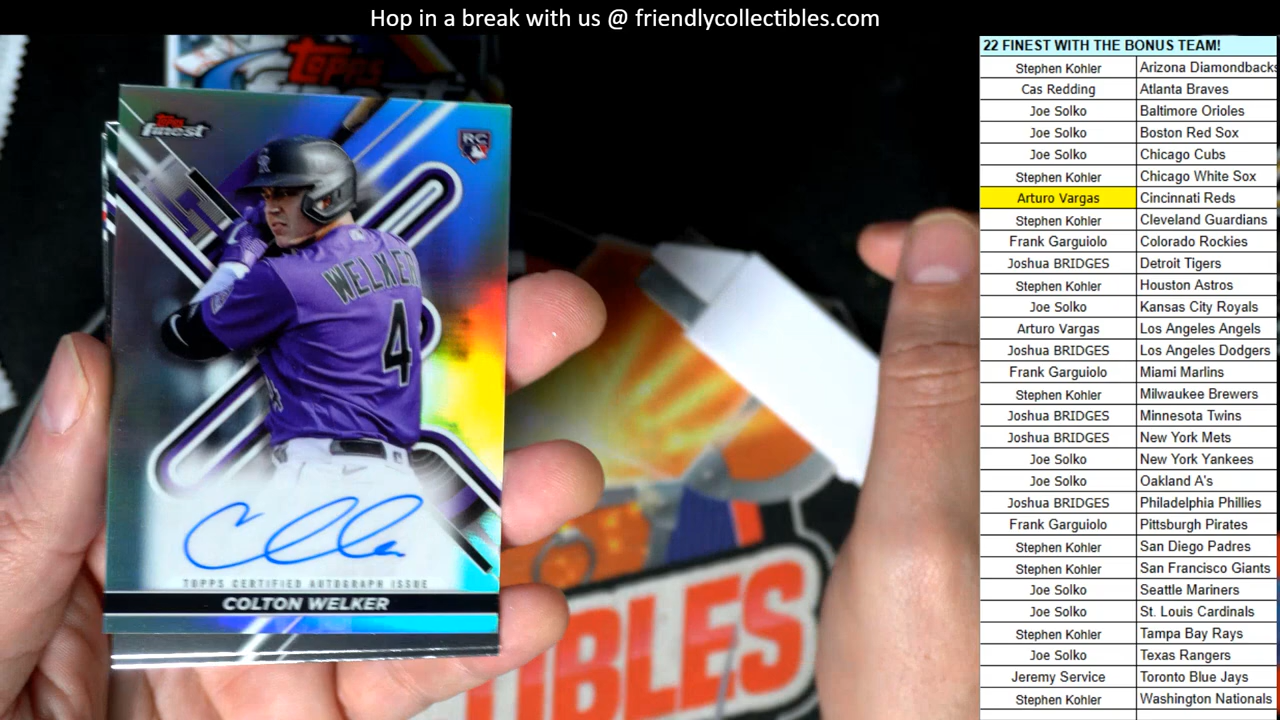 Hop in a break with us @ friendlycollectibles.com
22 FINEST WITH THE BONUS TEAM!
Stephen Kohler Arizona Diamondbacks
Cas Redding Atlanta Braves
Joe Solko Baltimore Orioles
Joe Solko Boston Red Sox
Joe Solko Chicago Cubs
Stephen Kohler Chicago White Sox
Arturo Vargas Cincinnati Reds
Stephen Kohler Cleveland Guardians
Frank Garguiolo Colorado Rockies
Joshua BRIDGES Detroit Tigers
Stephen Kohler Houston Astros
Joe Solko Kansas City Royals
Arturo Vargas Los Angeles Angels
Joshua BRIDGES Los Angeles Dodgers
Frank Garguiolo Miami Marlins
Stephen Kohler Milwaukee Brewers
Joshua BRIDGES Minnesota Twins
Joshua BRIDGES New York Mets
Joe Solko New York Yankees
Joe Solko Oakland A's
Joshua BRIDGES Philadelphia Phillies
Frank Garguiolo Pittsburgh Pirates
Stephen Kohler San Diego Padres
Stephen Kohler San Francisco Giants
Joe Solko Seattle Mariners
Joe Solko St. Louis Cardinals
Stephen Kohler Tampa Bay Rays
Joe Solko Texas Rangers
Jeremy Service Toronto Blue Jays
Stephen Kohler Washington Nationals
Topps
Topps
finest
RC
WELKER
4
TOPPS CERTIFIED AUTOGRAPH ISSUE
COLTON WELKER
IBLES